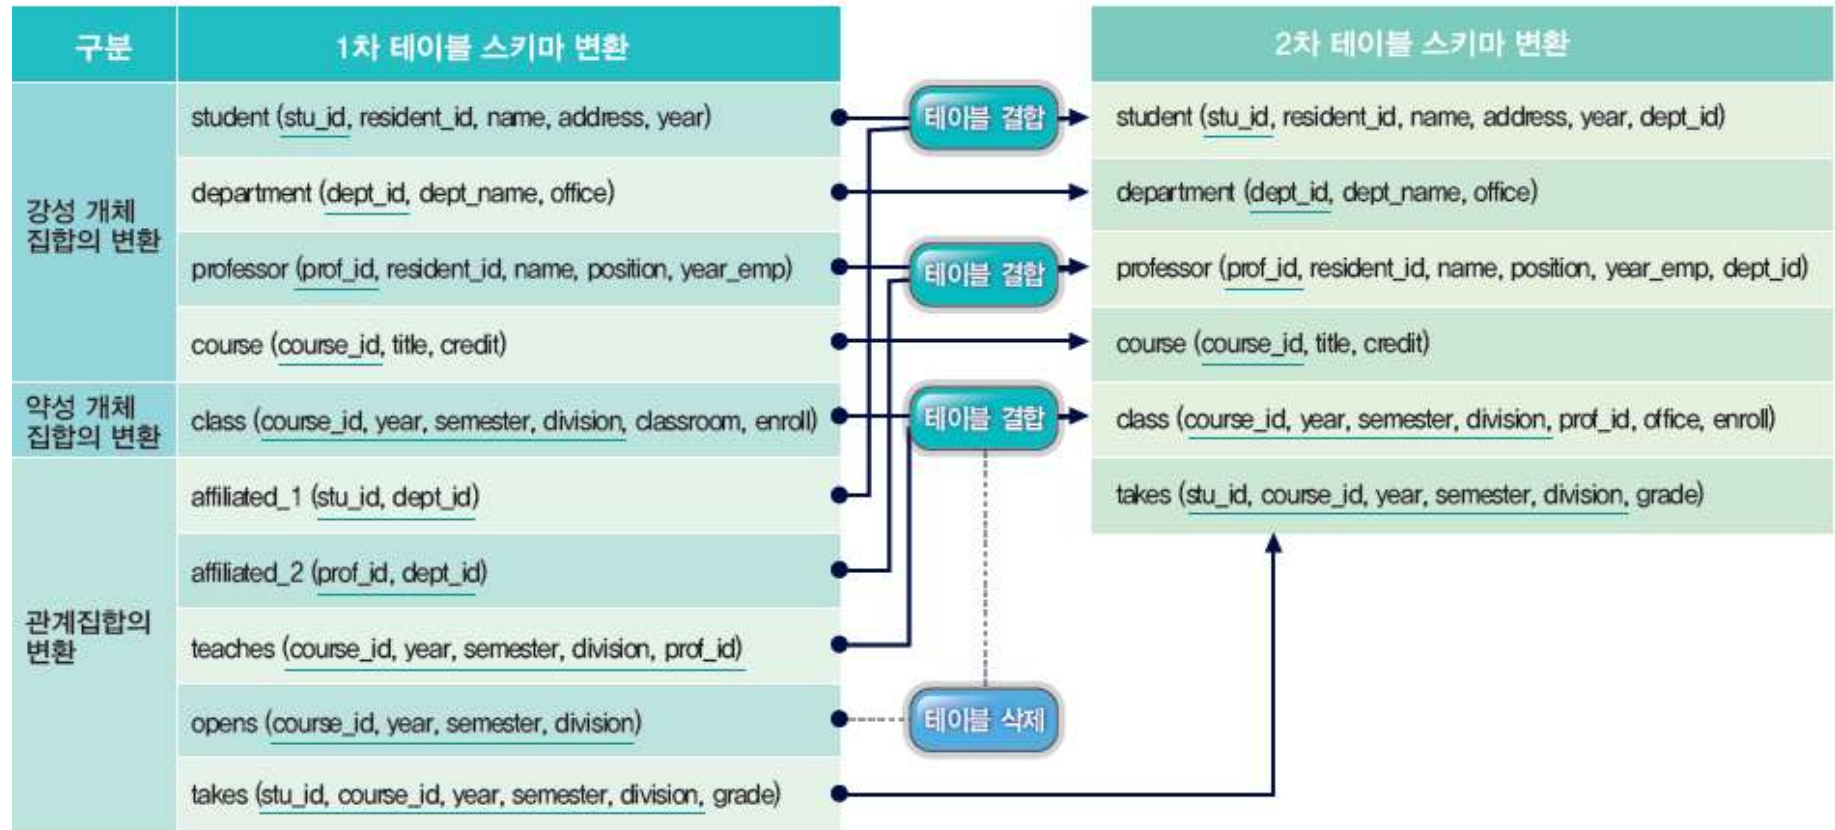 구분
1차 테이블 스키마 변환
2차 테이블 스키마 변환
강성 개체
집합의 변환
student (stu_id, resident_id, name, address, year)
테이블 결합
student (stu_id, resident_id, name, address, year, dept_id)
department (dept_id, dept_name, office)
department (dept_id, dept_name, office)
professor (prof_id, resident_id, name, position, year_emp)
테이블 결합
professor (prof_id, resident_id, name, position, year_emp, dept_id)
course (course_id, title, credit)
course (course_id, title, credit)
약성 개체
집합의 변환
class (course_id, year, semester, division, classroom, enroll)
테이블 결합
class (course_id, year, semester, division, prof_id, office, enroll)
관계집합의
변환
affiliated_1 (stu_id, dept_id)
takes (stu_id, course_id, year, semester, division, grade)
affiliated_2 (prof_id, dept_id)
teaches (course_id, year, semester, division, prof_id)
opens (course_id, year, semester, division)
테이블 삭제
takes (stu_id, course_id, year, semester, division, grade)